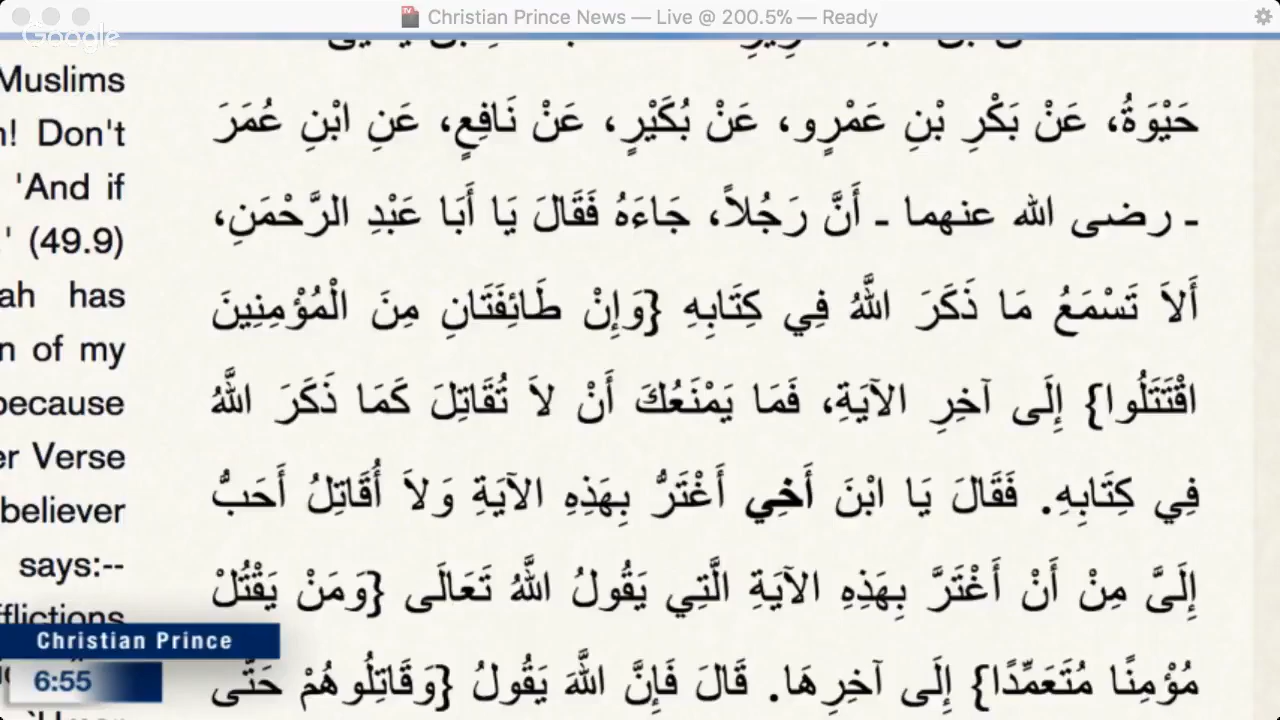 Christian Prince News — Live @ 200.5% — Ready
Google
حَيْوَةُ، عَنْ بَكْرِ بْنِ عَمْرٍو، عَنْ بُكَيْرٍ، عَنْ نَافِعٍ، عَنِ ابْنِ عُمَرَ
ـ رضى الله عنهما ـ أَنَّ رَجُلاً، جَاءَهُ فَقَالَ يَا أَبَا عَبْدِ الرَّحْمَنِ،
أَلاَ تَسْمَعُ مَا ذَكَرَ اللَّهُ فِي كِتَابِهِ {وَإِنْ طَائِفَتَانِ مِنَ الْمُؤْمِنِينَ
اقْتَتَلُوا} إِلَى آخِرِ الآيَةِ، فَمَا يَمْنَعُكَ أَنْ لاَ تُقَاتِلَ كَمَا ذَكَرَ اللَّهُ
فِي كِتَابِهِ. فَقَالَ يَا ابْنَ أَخِي أَغْتَرُّ بِهَذِهِ الآيَةِ وَلاَ أُقَاتِلُ أَحَبُّ
إِلَىَّ مِنْ أَنْ أَغْتَرَّ بِهَذِهِ الآيَةِ الَّتِي يَقُولُ اللَّهُ تَعَالَى {وَمَنْ يَقْتُلْ
مُؤْمِنًا مُتَعَمِّدًا} إِلَى آخِرِهَا. قَالَ فَإِنَّ اللَّهَ يَقُولُ {وَقَاتِلُوهُمْ حَتَّى
Muslims
! Don't
'And if
.' (49.9)
ah has
n of my
because
er Verse
believer
says:--
fflictions
Christian Prince
6:55